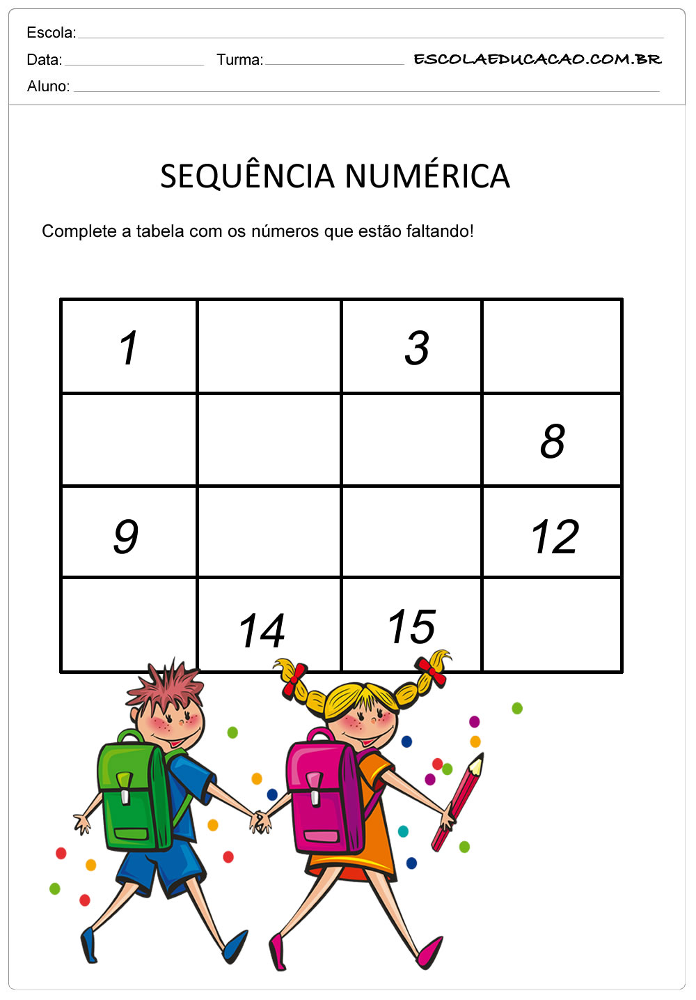 Escola:
Data: Turma: ESCOLAEDUCACAO.COM.BR
Aluno:
SEQUÊNCIA NUMÉRICA
Complete a tabela com os números que estão faltando!
1 3
8
9 12
14 15